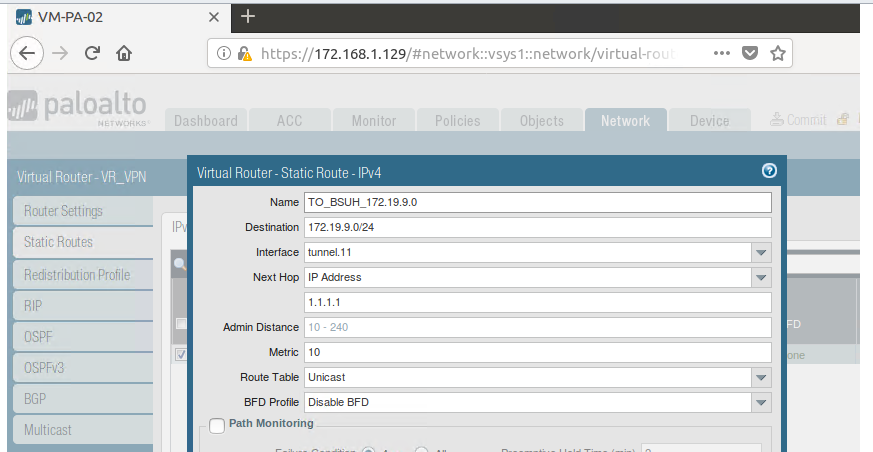 VM-PA-02
https://172.168.1.129/#network::vsys1::network/virtual-rout
paloalto
NETWORKS
Dashboard
ACC
Monitor
Policies
Objects
Network
Device
Commit
Virtual Router - VR_VPN
Router Settings
Static Routes
Redistribution Profile
RIP
OSPF
OSPFv3
BGP
Multicast
IPv
FD
one
Virtual Router - Static Route - IPv4
Name TO_BSUH_172.19.9.0
Destination 172.19.9.0/24
Interface tunnel.11
Next Hop IP Address
1.1.1.1
Admin Distance 10 - 240
Metric 10
Route Table Unicast
BFD Profile Disable BFD
Path Monitoring